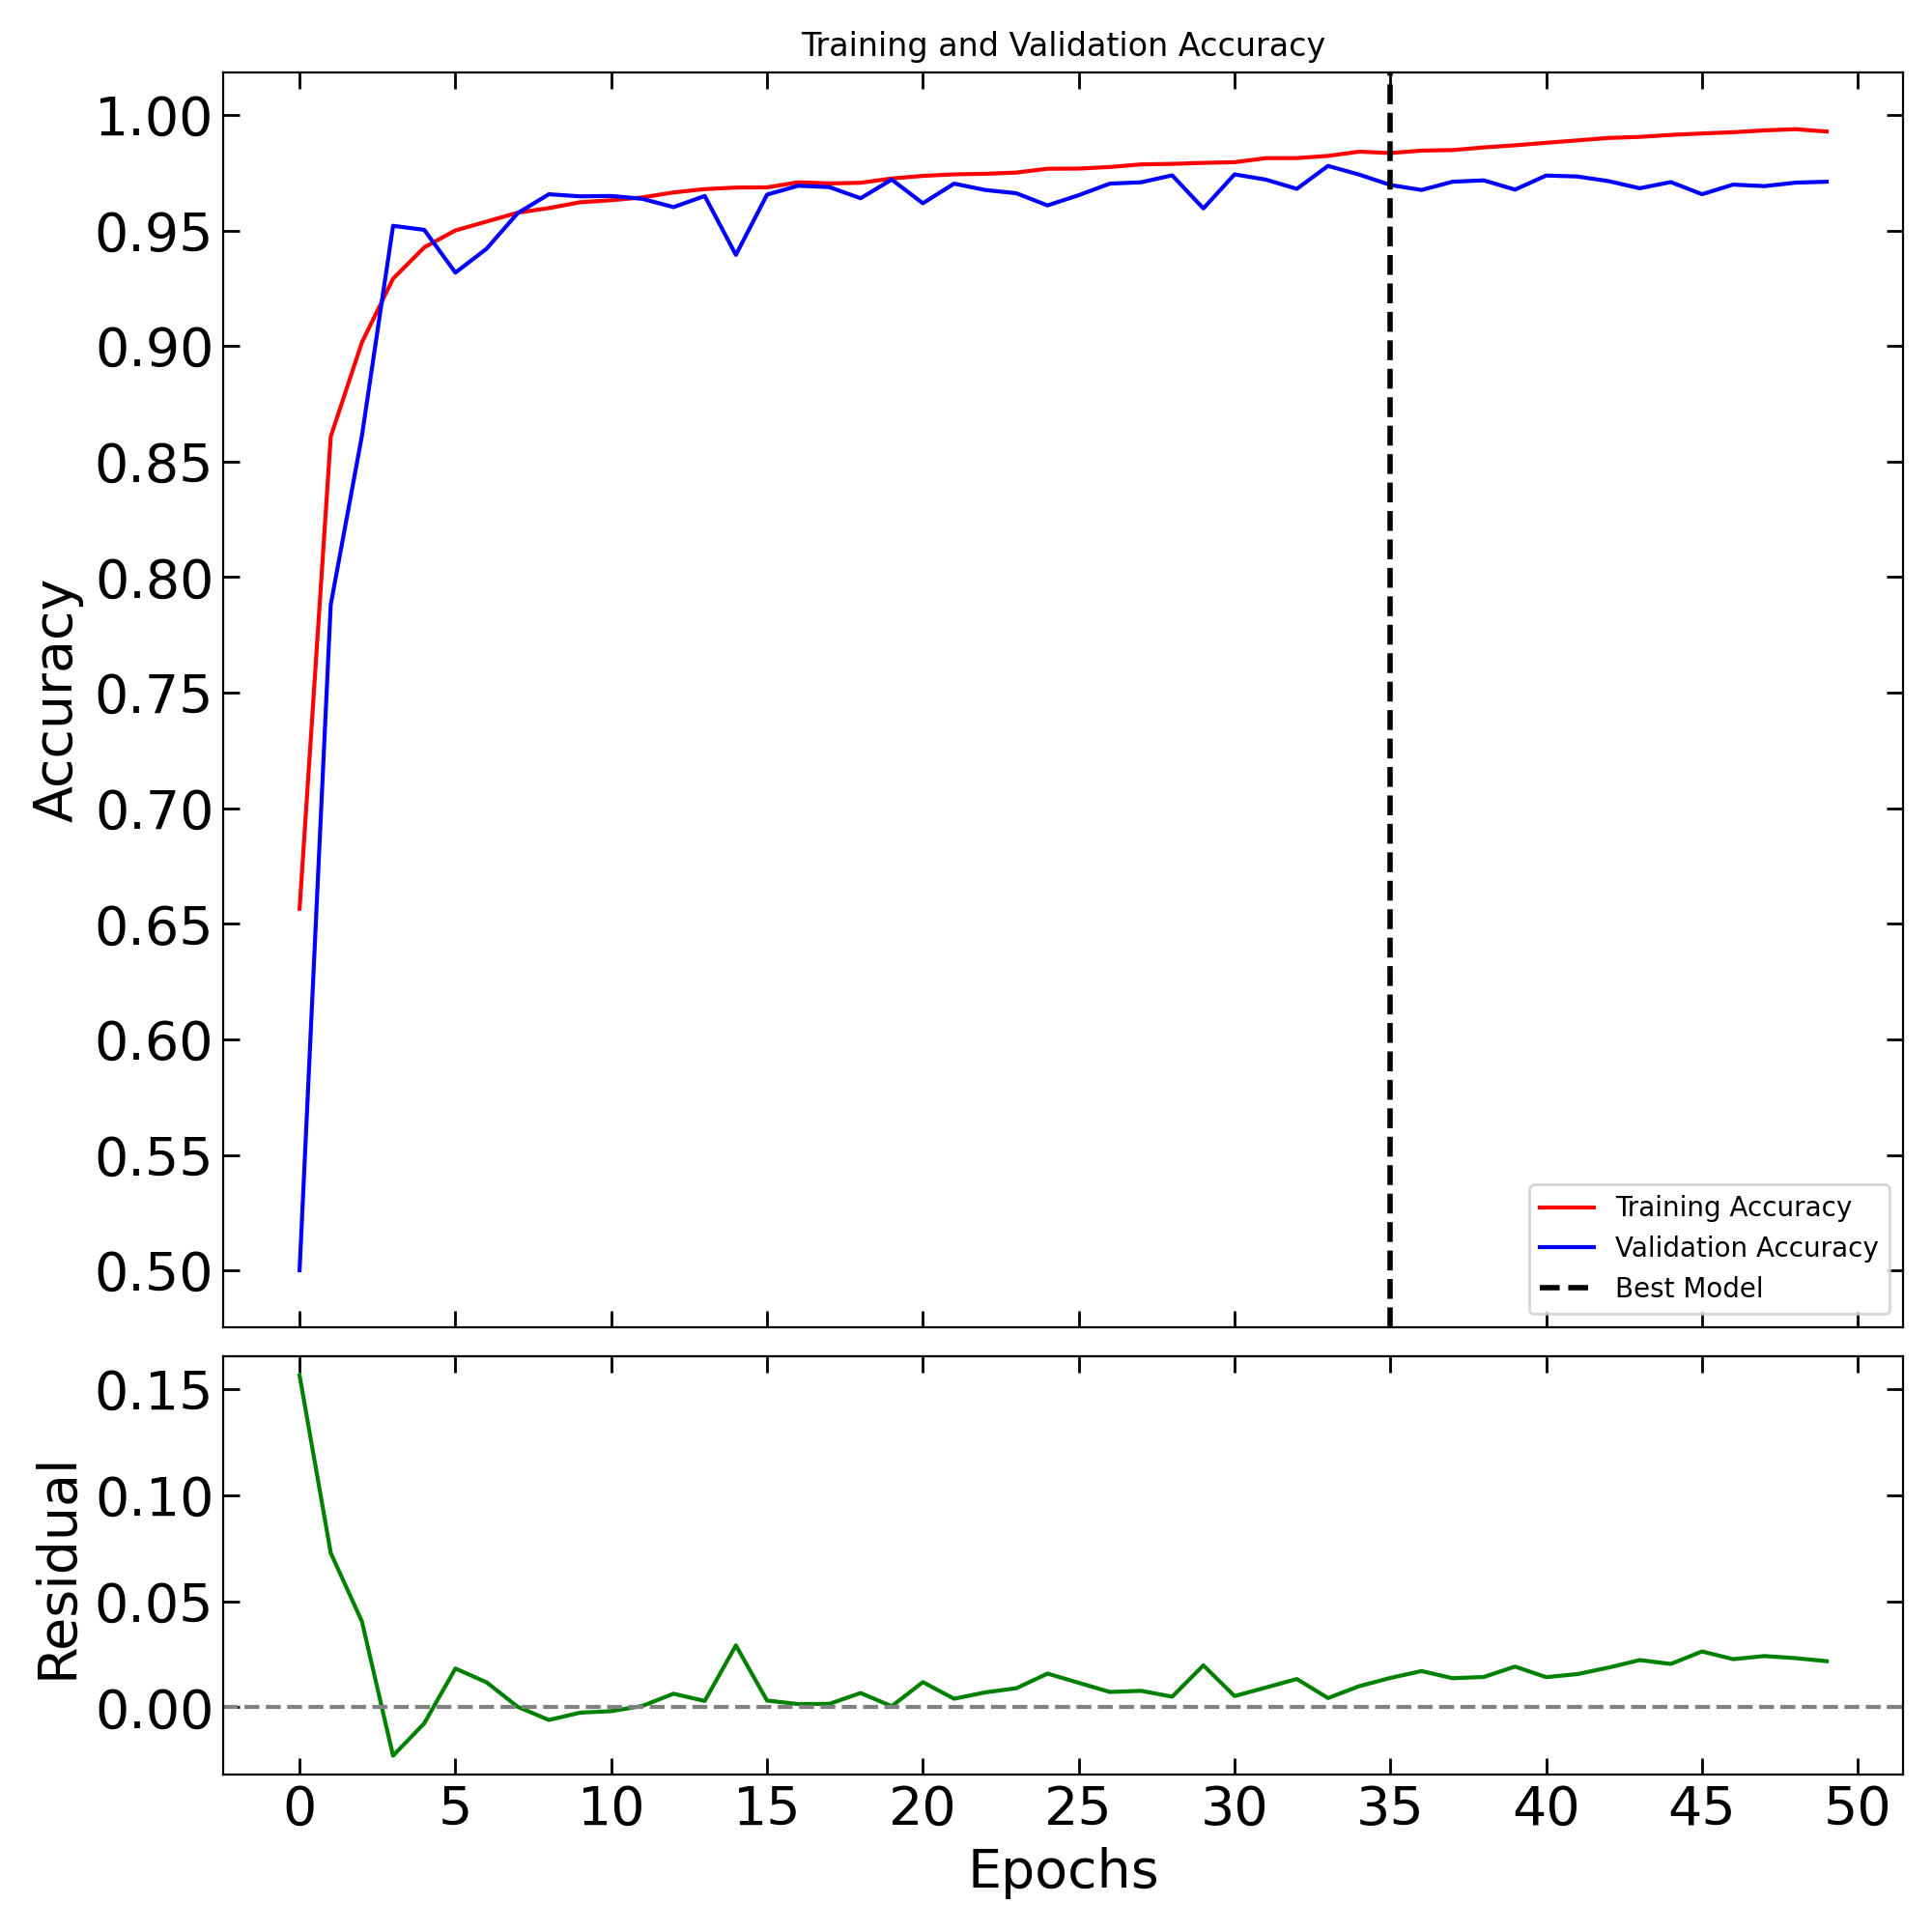 Training and Validation Accuracy
1.00
0.95
0.90
0.85
0.80
0.75
0.70
0.65
0.60
0.55
0.50
Accuracy
Training Accuracy
Validation Accuracy
Best Model
0.15
0.10
0.05
0.00
Residual
0 5 10 15 20 25 30 35 40 45 50
Epochs